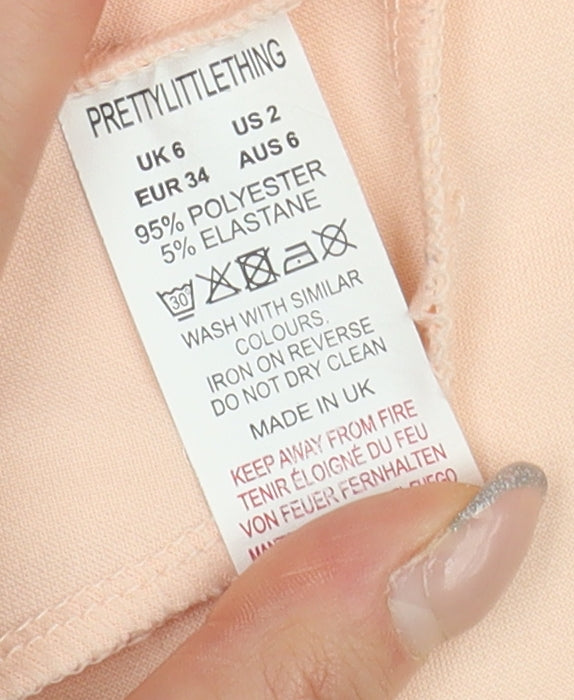 PRETTYLITTLETHING
UK 6 US 2
EUR 34 AUS 6
95% POLYESTER
5% ELASTANE
30°
WASH WITH SIMILAR
COLOURS.
IRON ON REVERSE
DO NOT DRY CLEAN
MADE IN UK
KEEP AWAY FROM FIRE
TENIR ÉLOIGNÉ DU FEU
VON FEUER FERNHALTEN
FUEGO